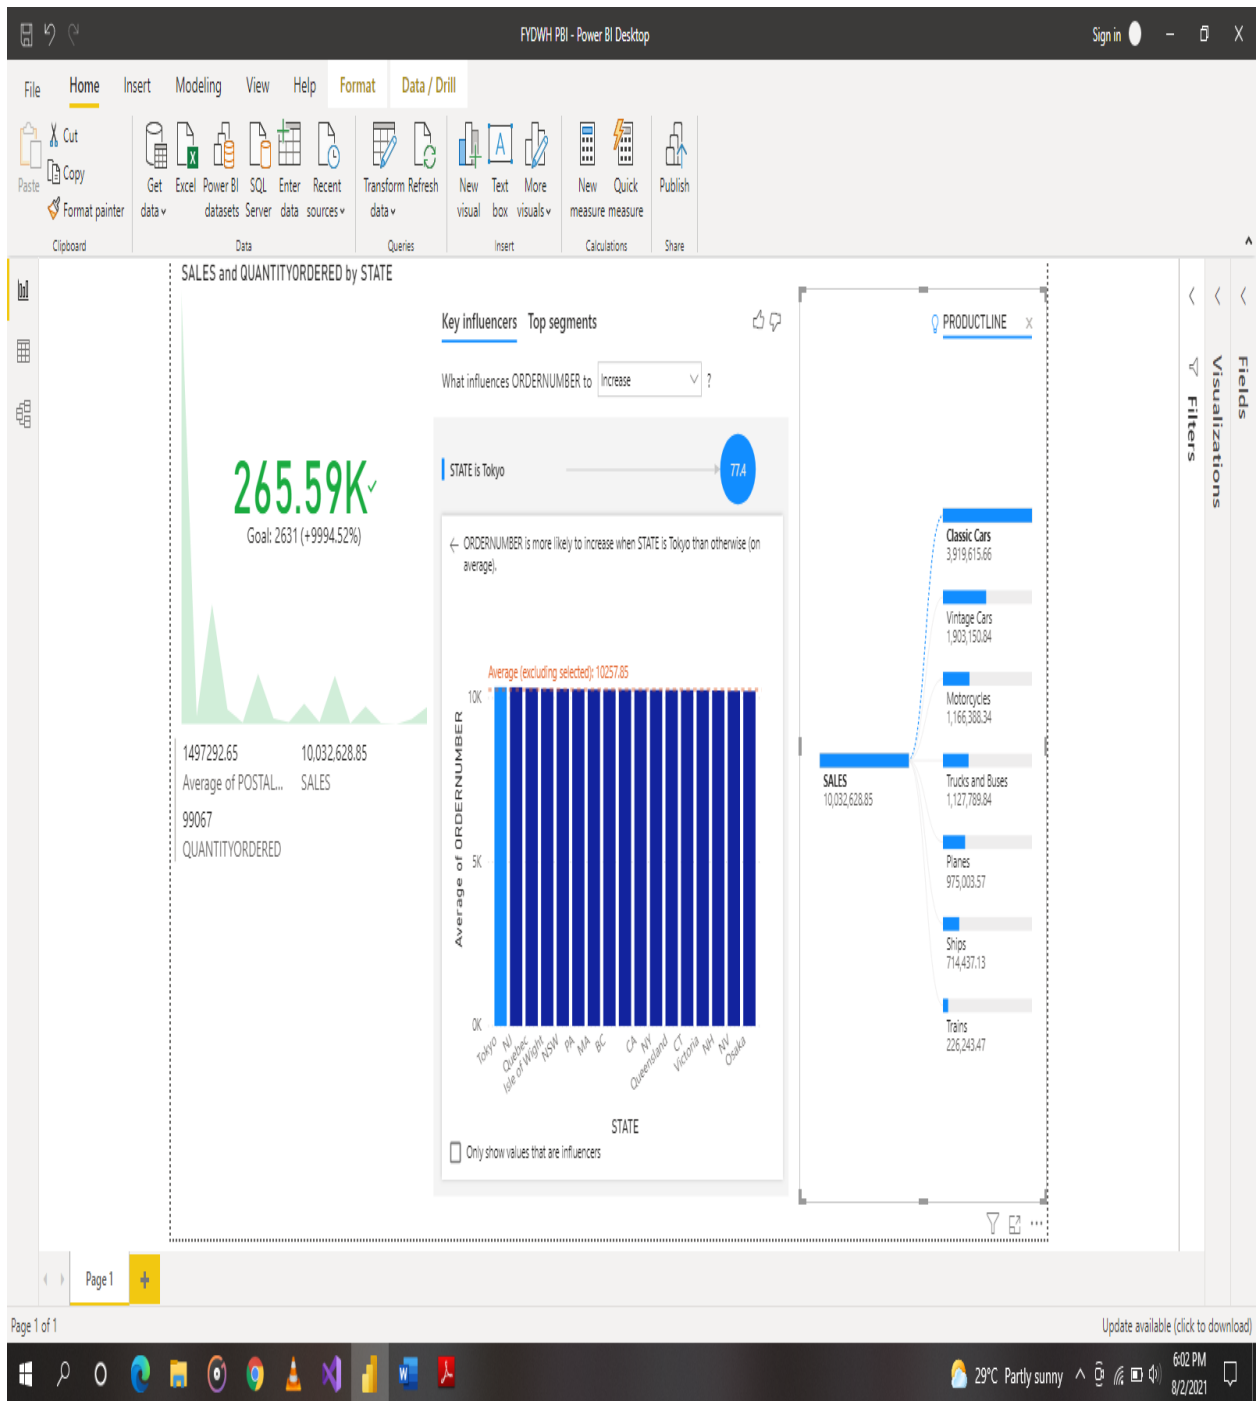 FYDWH PBI - Power BI Desktop
Sign in
File Home Insert Modeling View Help Format Data / Drill
Paste
Cut
Copy
Format painter
Clipboard
Get data
Excel
Power BI datasets
SQL Server
Enter data
Recent sources
Data
Transform data
Refresh
Queries
New visual
Text box
More visuals
Insert
New measure
Quick measure
Calculations
Publish
Share
SALES and QUANTITYORDERED by STATE
265.59K
Goal: 2631 (+9994.52%)
1497292.65
Average of POSTAL...
10,032,628.85
SALES
99067
QUANTITYORDERED
Key influencers Top segments
What influences ORDERNUMBER to Increase ?
STATE is Tokyo
77.4
ORDERNUMBER is more likely to increase when STATE is Tokyo than otherwise (on
average).
Average (excluding selected): 10257.85
Average of ORDERNUMBER
10K
5K
0K
Tokyo
NJ
Quebec
Isle of Wight
NSW
PA
MA
BC
CA
NY
Queensland
CT
Victoria
NH
NV
Osaka
STATE
Only show values that are influencers
PRODUCTLINE
SALES
10,032,628.85
Classic Cars
3,919,615.66
Vintage Cars
1,903,150.84
Motorcycles
1,166,388.34
Trucks and Buses
1,127,789.84
Planes
975,003.57
Ships
714,437.13
Trains
226,243.47
Filters
Visualizations
Fields
Page 1
Page 1 of 1
Update available (click to download)
29°C Partly sunny
6:02 PM
8/2/2021